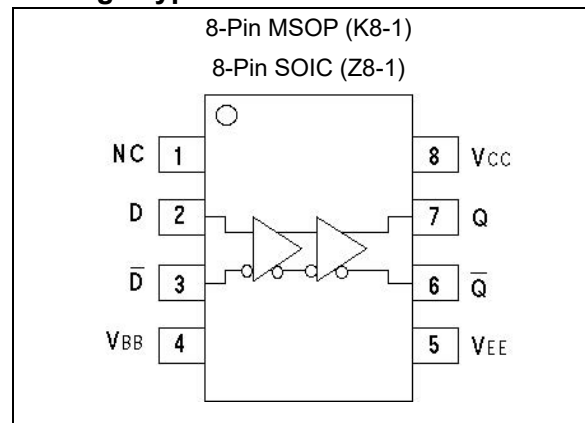 8-Pin MSOP (K8-1)
8-Pin SOIC (Z8-1)
NC 1 8 VCC
D 2 7 Q
D̅ 3 6 Q̅
VBB 4 5 VEE